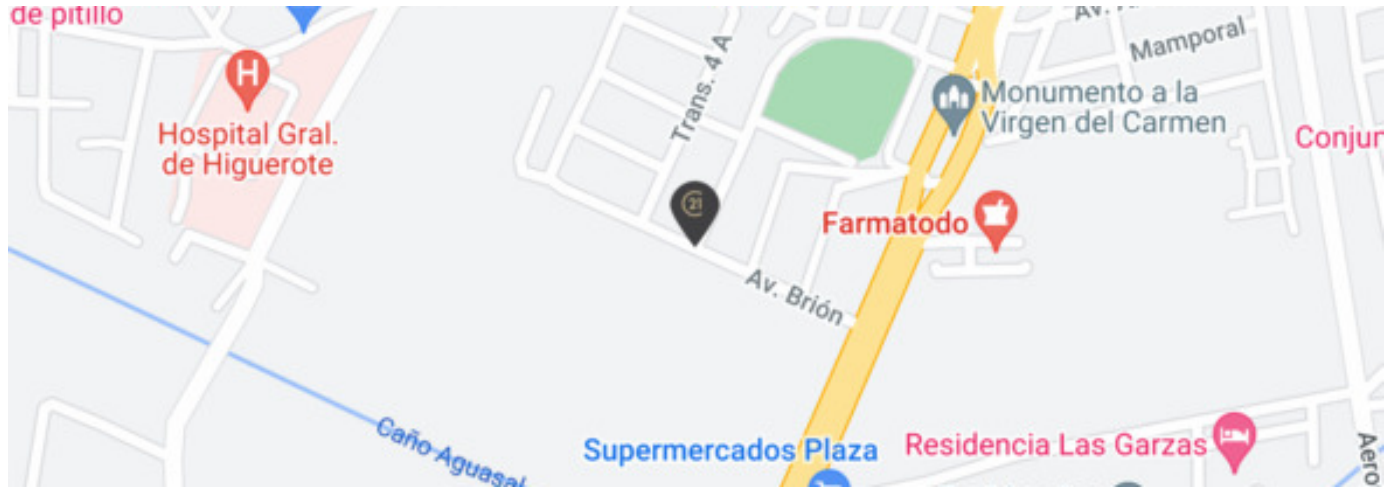 de pitillo
H
Hospital Gral.
de Higuerote
Trans. 4 A
21
Mamporal
Monumento a la
Virgen del Carmen
Conjun
Farmatodo
Av. Brión
Caño Aguasal
Supermercados Plaza
Residencia Las Garzas
Aero